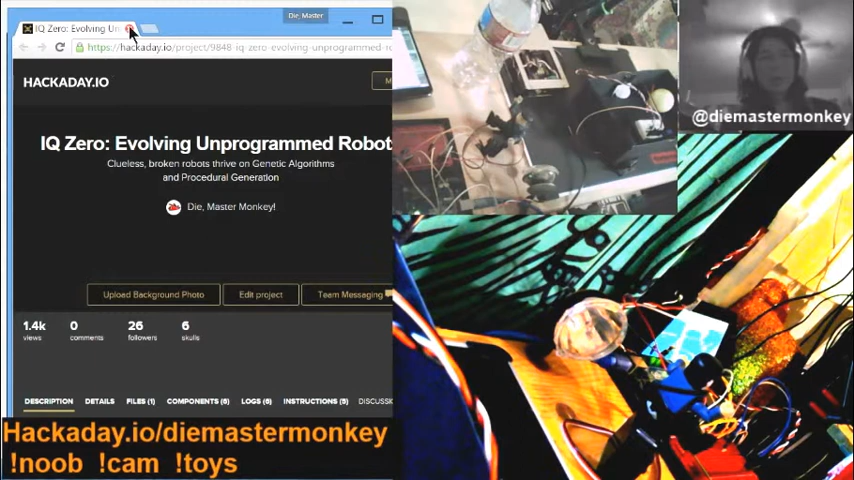 Die, Master
IQ Zero: Evolving Un
https://hackaday.io/project/9848-iq-zero-evolving-unprogrammed-r
HACKADAY.IO
M
IQ Zero: Evolving Unprogrammed Robot
Clueless, broken robots thrive on Genetic Algorithms
and Procedural Generation
Die, Master Monkey!
Upload Background Photo
Edit project
Team Messaging
1.4k
0
26
6
views
comments
followers
skulls
DESCRIPTION
DETAILS
FILES (1)
COMPONENTS (6)
LOGS (6)
INSTRUCTIONS (5)
DISCUSS
@diemastermonkey
Hackaday.io/diemastermonkey
!noob !cam !toys